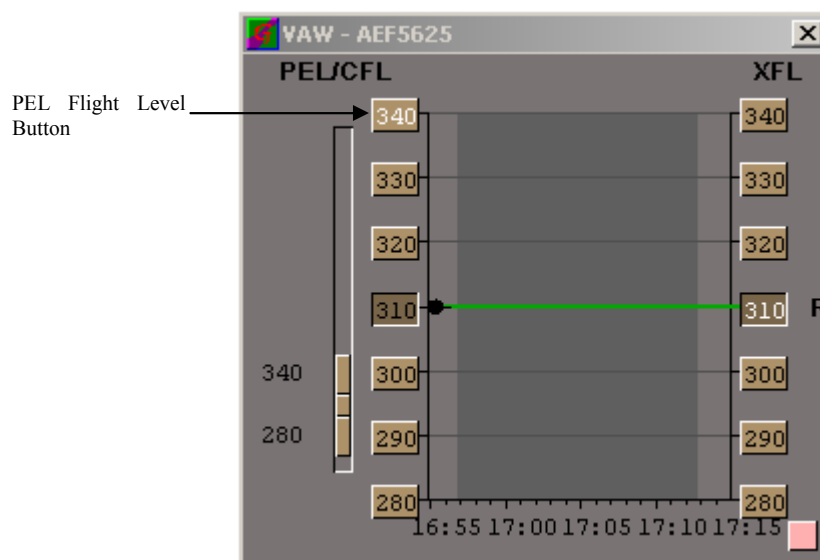 VAW - AEF5625
PEL/CFL XFL
PEL Flight Level
Button
340 340
330 330
320 320
310 310
340 300 300
280 290 290
280 280
16:55 17:00 17:05 17:10 17:15